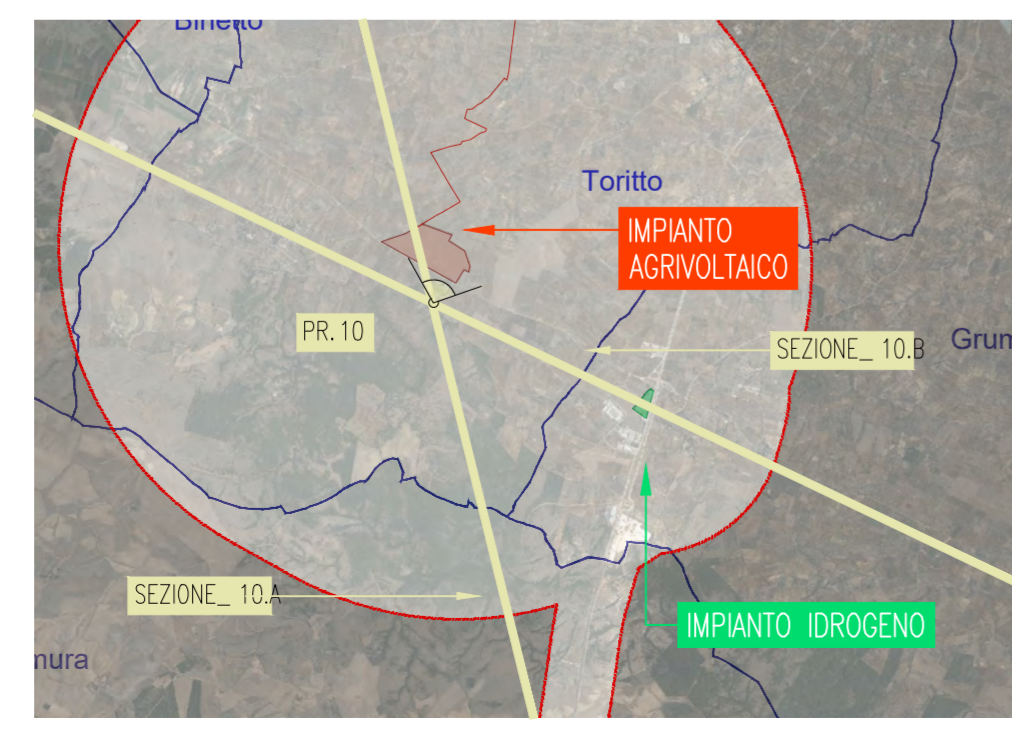 Binetto
Toritto
IMPIANTO
AGRIVOLTAICO
PR.10
SEZIONE_ 10.B
Grum
SEZIONE_ 10.A
IMPIANTO IDROGENO
mura